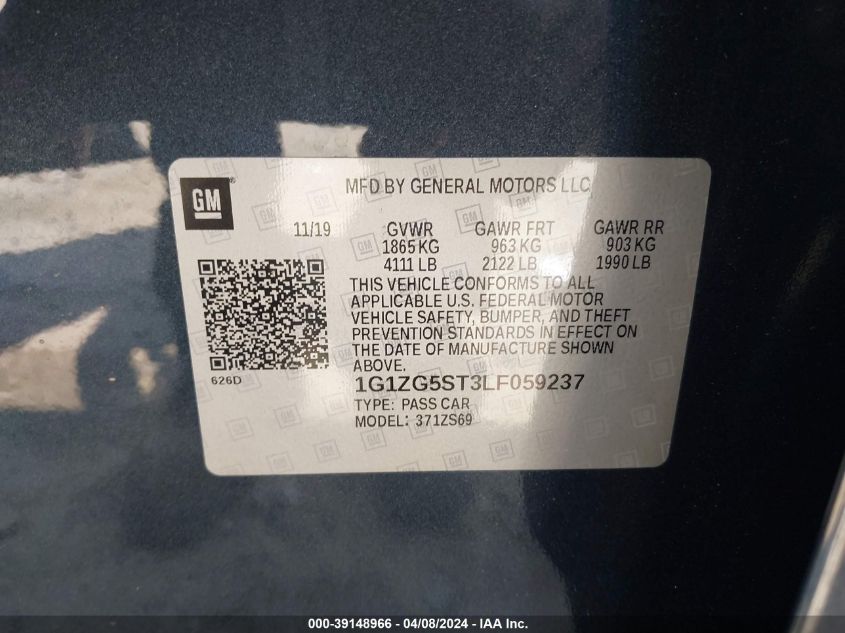 GM®
MFD BY GENERAL MOTORS LLC
11/19
GVWR
1865 KG
4111 LB
GAWR FRT
963 KG
2122 LB
GAWR RR
903 KG
1990 LB
THIS VEHICLE CONFORMS TO ALL
APPLICABLE U.S. FEDERAL MOTOR
VEHICLE SAFETY, BUMPER, AND THEFT
PREVENTION STANDARDS IN EFFECT ON
THE DATE OF MANUFACTURE SHOWN
ABOVE.
626D
1G1ZG5ST3LF059237
TYPE: PASS CAR
MODEL: 371ZS69
000-39148966 - 04/08/2024 - IAA Inc.